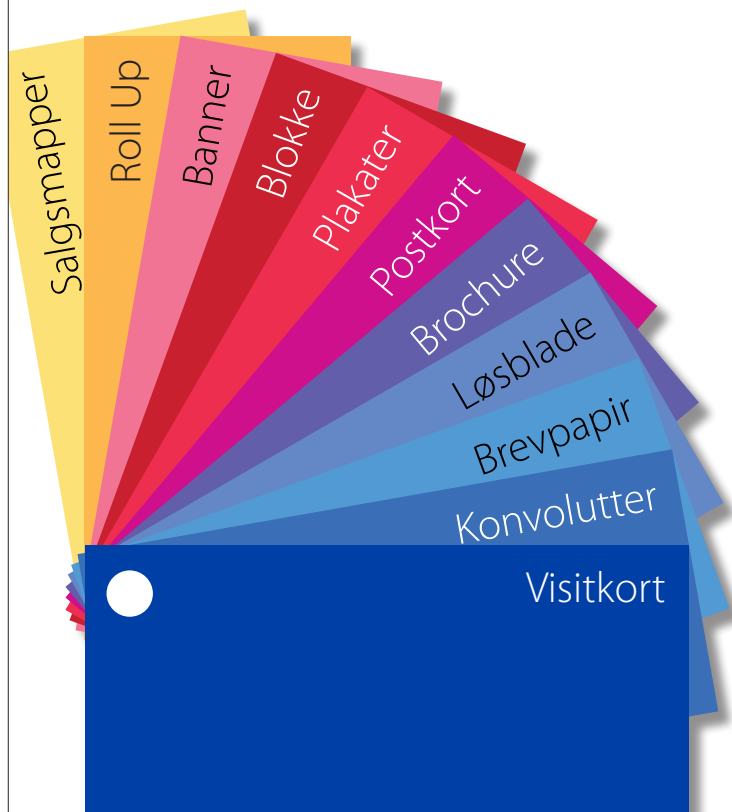 Salgsmapper
Roll Up
Banner
Blokke
Plakater
Postkort
Brochure
Løsblade
Brevpapir
Konvolutter
Visitkort